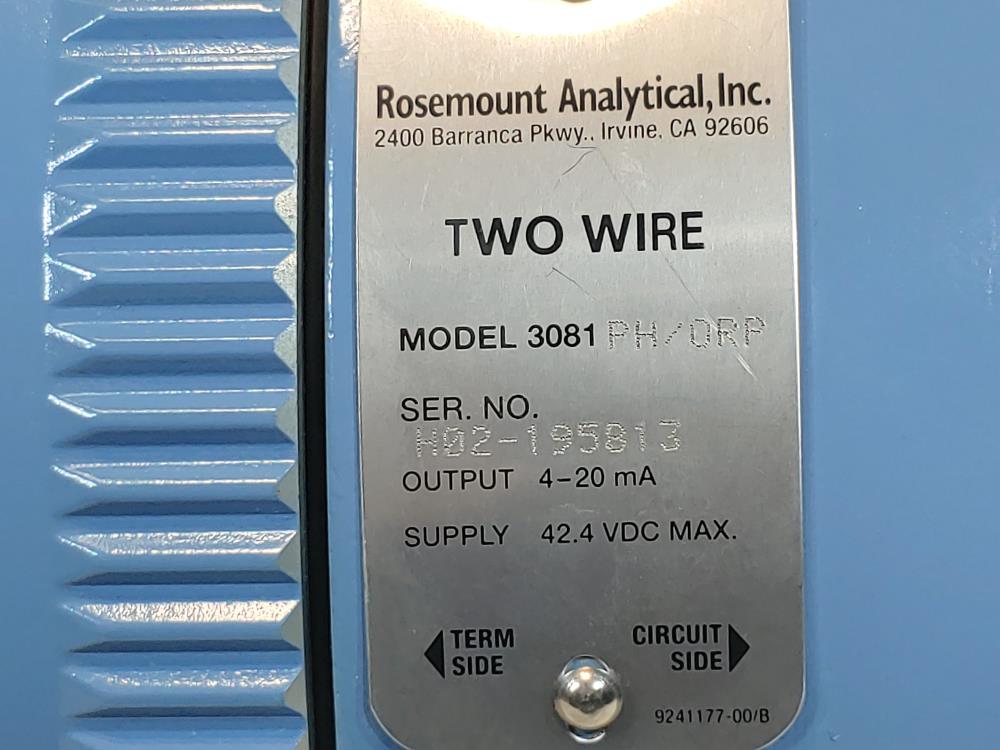 Rosemount Analytical, Inc.
2400 Barranca Pkwy., Irvine, CA 92606
TWO WIRE
MODEL 3081 PH/ORP
SER. NO.
H02-195813
OUTPUT 4-20 mA
SUPPLY 42.4 VDC MAX.
TERM SIDE
CIRCUIT SIDE
9241177-00/B